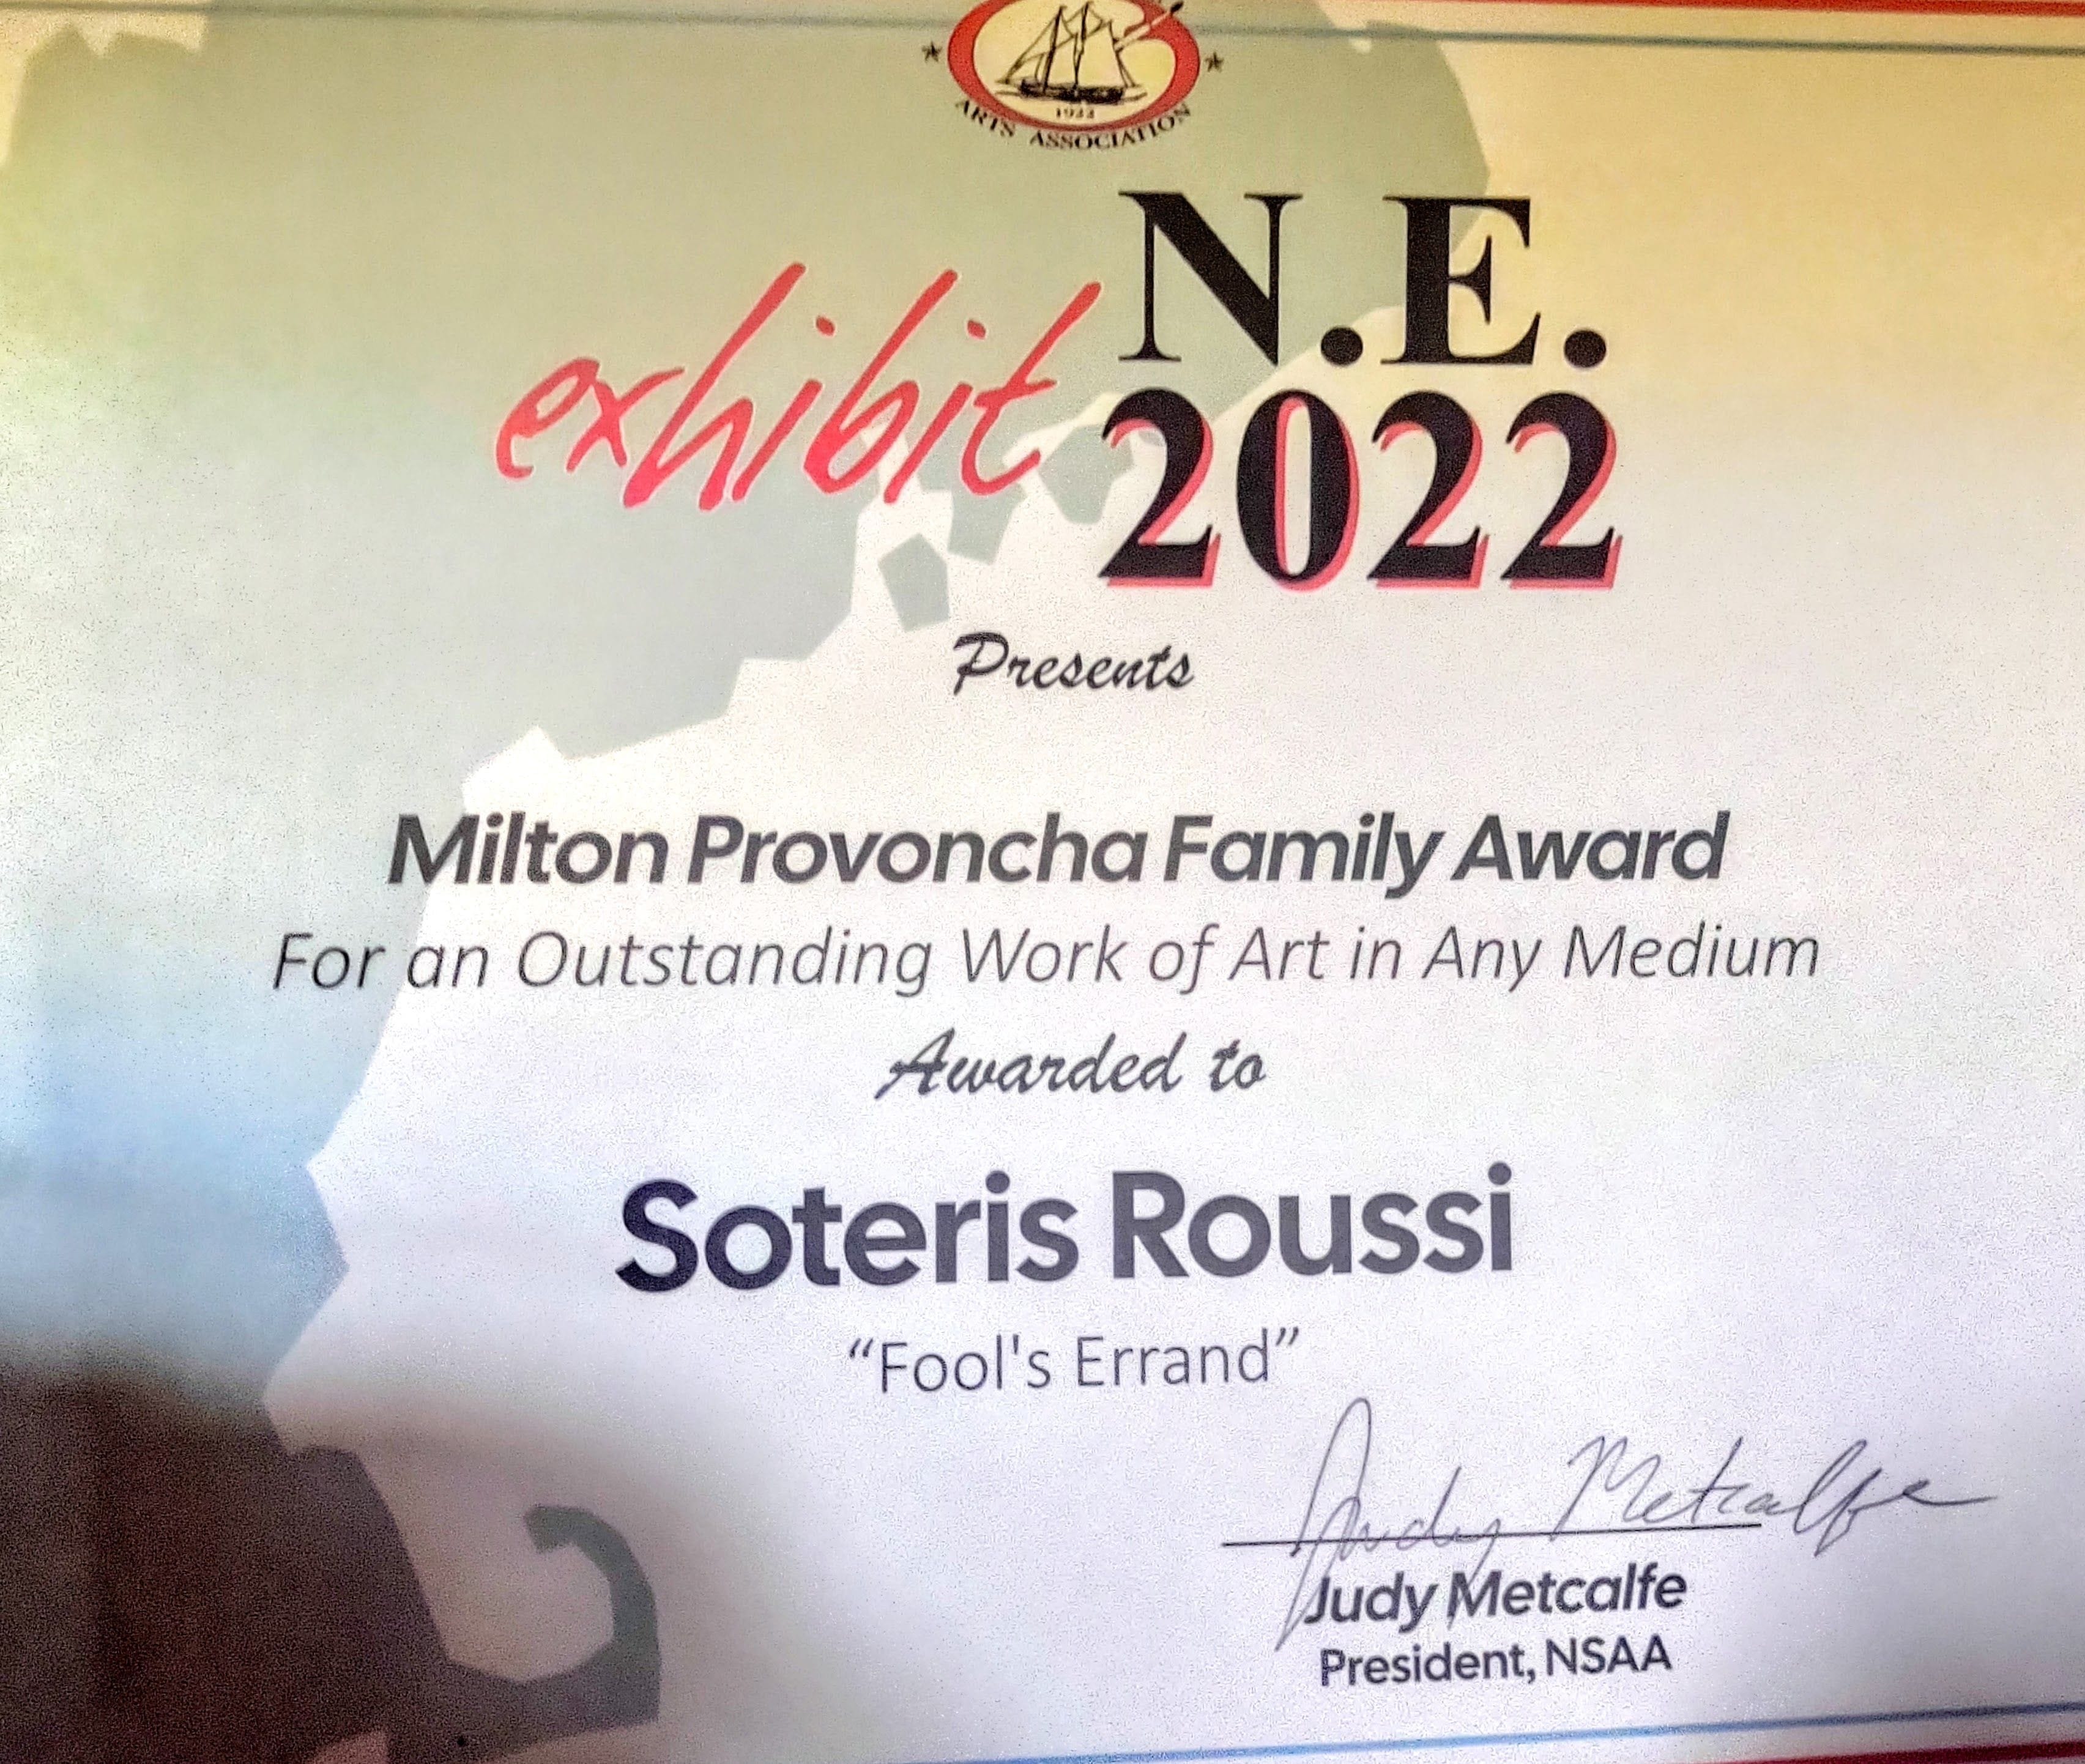 1922
ARTS ASSOCIATION
exhibit N.E.
2022
Presents
Milton Provoncha Family Award
For an Outstanding Work of Art in Any Medium
Awarded to
Soteris Roussi
“Fool's Errand”
Judy Metcalfe
Judy Metcalfe
President, NSAA